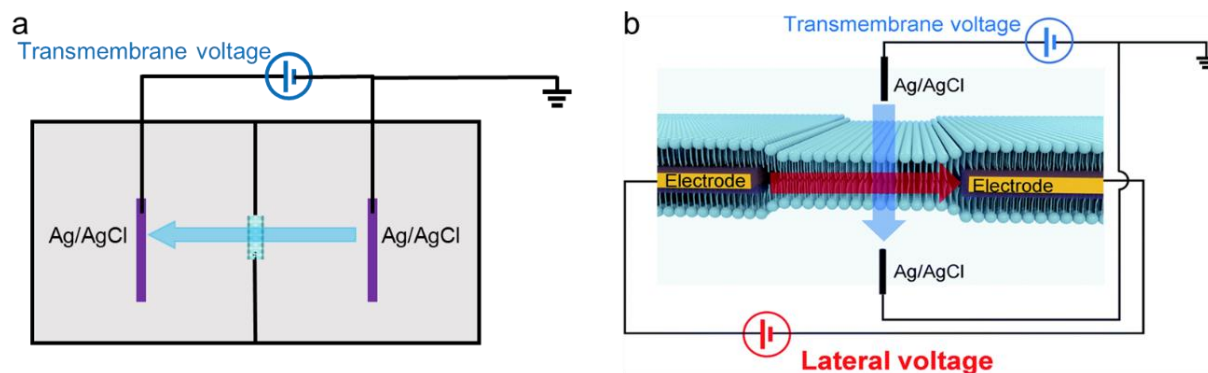 a
Transmembrane voltage
Ag/AgCl
Ag/AgCl
b
Transmembrane voltage
Ag/AgCl
Electrode
Electrode
Ag/AgCl
Lateral voltage